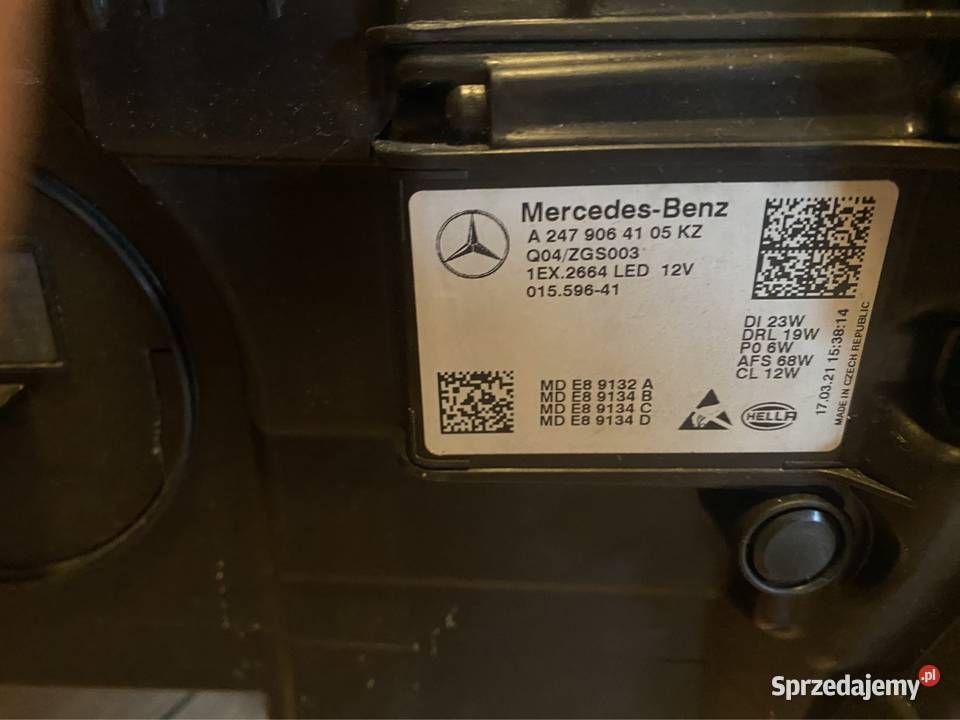 Mercedes-Benz
A 247 906 41 05 KZ
Q04/ZGS003
1EX.2664 LED 12V
015.596-41
DI 23W
DRL 19W
PO 6W
AFS 68W
CL 12W
MD E8 9132 A
MD E8 9134 B
MD E8 9134 C
MD E8 9134 D
HELLA
17.03.21 15:38:14
MADE IN CZECH REPUBLIC
Sprzedajemy.pl